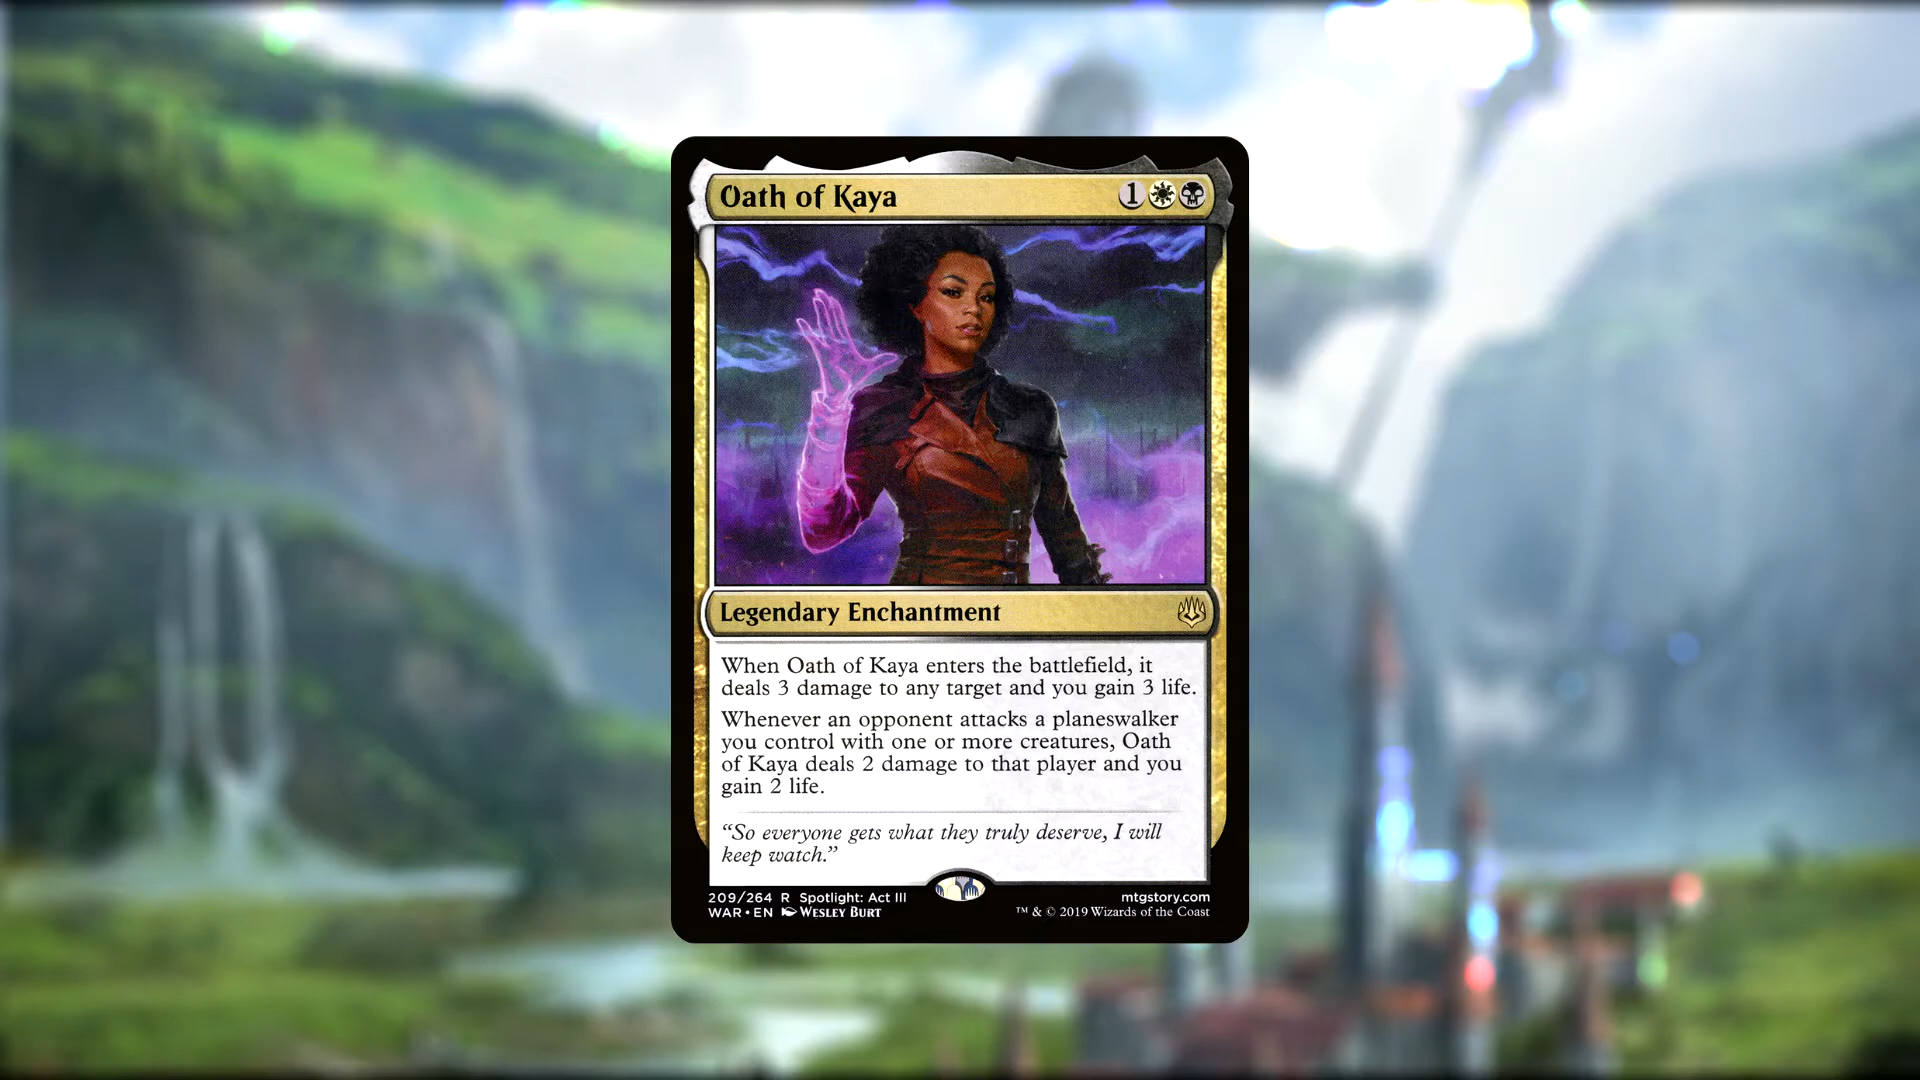 Oath of Kaya
1
Legendary Enchantment
When Oath of Kaya enters the battlefield, it
deals 3 damage to any target and you gain 3 life.
Whenever an opponent attacks a planeswalker
you control with one or more creatures, Oath
of Kaya deals 2 damage to that player and you
gain 2 life.
“So everyone gets what they truly deserve, I will
keep watch.”
209/264 R Spotlight: Act III
mtgstory.com
WAR • EN Wesley Burt
™ & © 2019 Wizards of the Coast